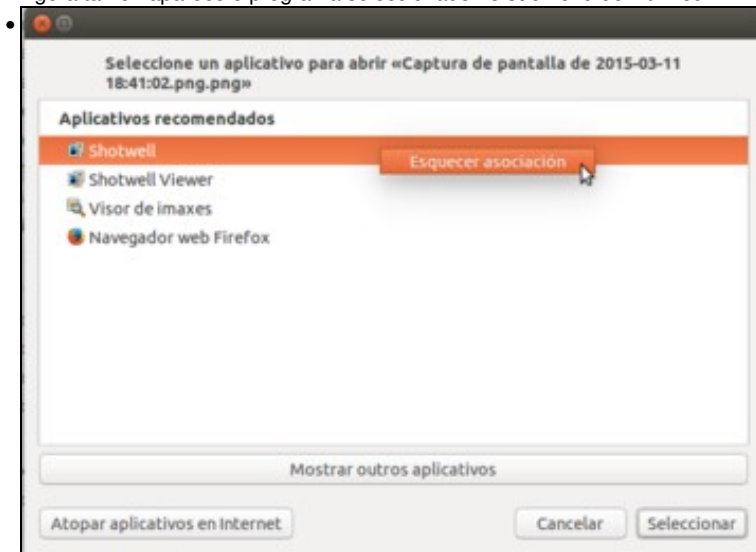 Seleccione un aplicativo para abrir «Captura de pantalla de 2015-03-11
18:41:02.png.png»
Aplicativos recomendados
Shotwell
Esquecer asociación
Shotwell Viewer
Visor de imaxes
Navegador web Firefox
Mostrar outros aplicativos
Atopar aplicativos en Internet
Cancelar
Seleccionar